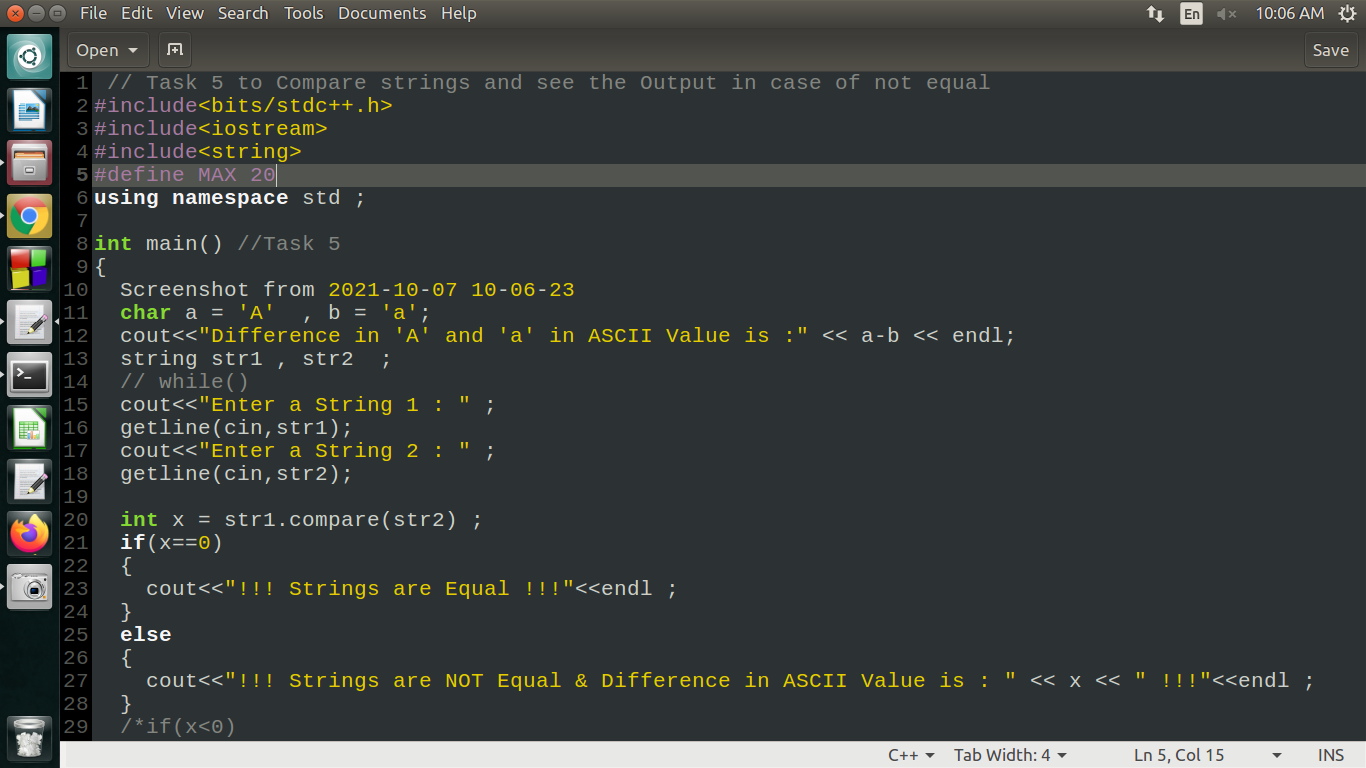 File Edit View Search Tools Documents Help En 10:06 AM
Open Save
1 // Task 5 to Compare strings and see the Output in case of not equal
2 #include<bits/stdc++.h>
3 #include<iostream>
4 #include<string>
5 #define MAX 20
6 using namespace std ;
7
8 int main() //Task 5
9 {
10 Screenshot from 2021-10-07 10-06-23
11 char a = 'A'  , b = 'a';
12 cout<<"Difference in 'A' and 'a' in ASCII Value is :" << a-b << endl;
13 string str1 , str2  ;
14 // while()
15 cout<<"Enter a String 1 : " ;
16 getline(cin,str1);
17 cout<<"Enter a String 2 : " ;
18 getline(cin,str2);
19
20 int x = str1.compare(str2) ;
21 if(x==0)
22 {
23 cout<<"!!! Strings are Equal !!!"<<endl ;
24 }
25 else
26 {
27 cout<<"!!! Strings are NOT Equal & Difference in ASCII Value is : " << x << " !!!"<<endl ;
28 }
29 /*if(x<0)
C++ Tab Width: 4 Ln 5, Col 15 INS